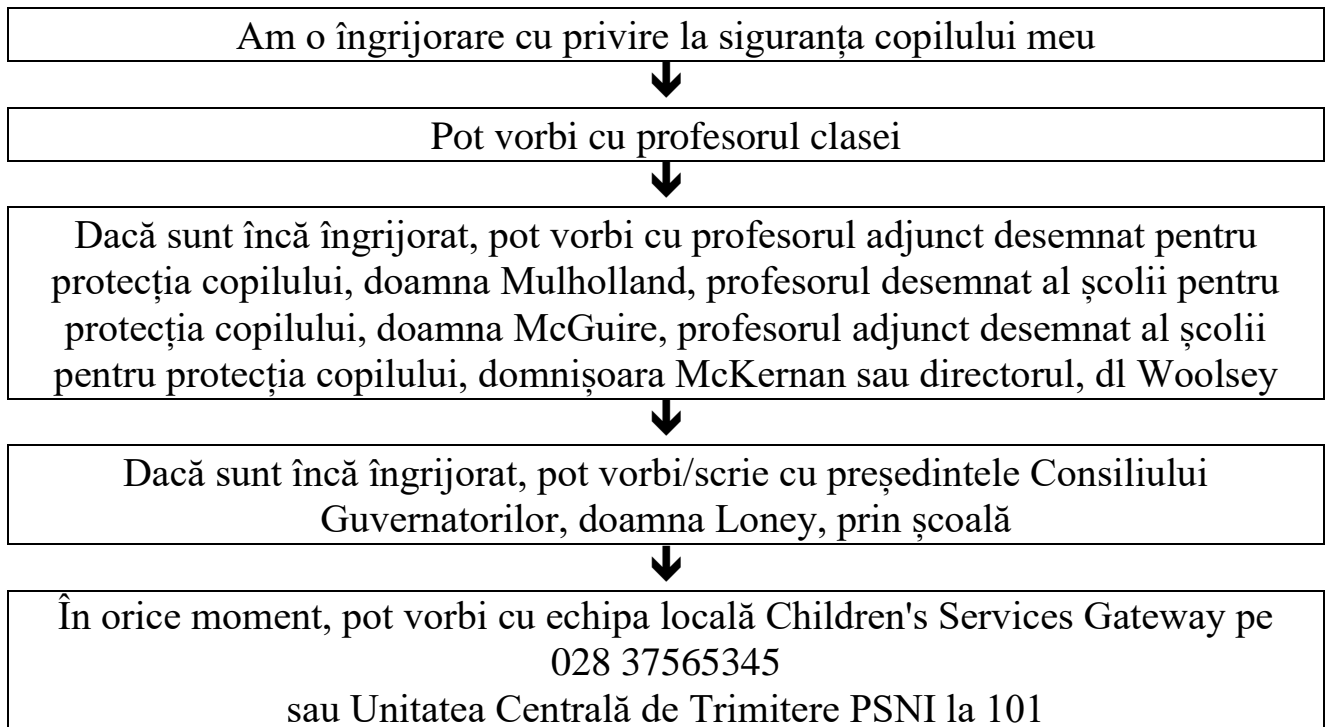 Am o îngrijorare cu privire la siguranța copilului meu
Pot vorbi cu profesorul clasei
Dacă sunt încă îngrijorat, pot vorbi cu profesorul adjunct desemnat pentru
protecția copilului, doamna Mulholland, profesorul desemnat al școlii pentru
protecția copilului, doamna McGuire, profesorul adjunct desemnat al școlii
pentru protecția copilului, domnișoara McKernan sau directorul, dl Woolsey
Dacă sunt încă îngrijorat, pot vorbi/scrie cu președintele Consiliului
Guvernatorilor, doamna Loney, prin școală
În orice moment, pot vorbi cu echipa locală Children's Services Gateway pe
028 37565345
sau Unitatea Centrală de Trimitere PSNI la 101